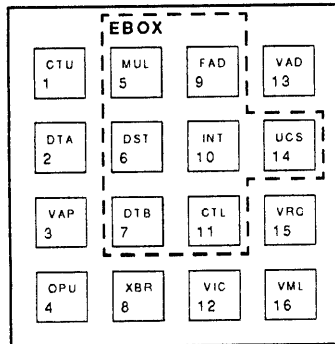 EBOX
CTU MUL FAD VAD
1 5 9 13
DTA DST INT UCS
2 6 10 14
VAP DTB CTL VRC
3 7 11 15
OPU XBR VIC VML
4 8 12 16